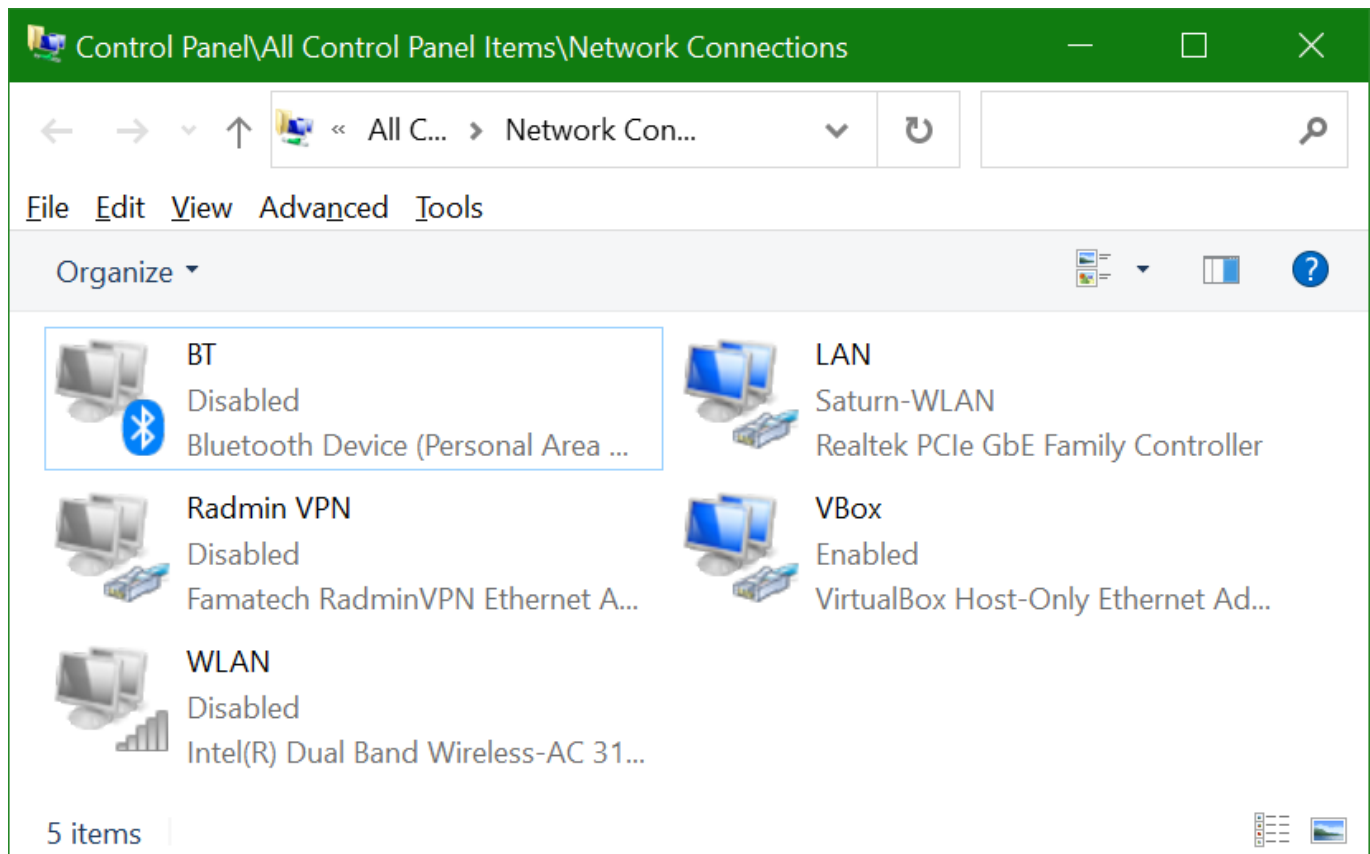 Control Panel\All Control Panel Items\Network Connections
« All C... > Network Con...
File Edit View Advanced Tools
Organize
BT
Disabled
Bluetooth Device (Personal Area ...
LAN
Saturn-WLAN
Realtek PCIe GbE Family Controller
Radmin VPN
Disabled
Famatech RadminVPN Ethernet A...
VBox
Enabled
VirtualBox Host-Only Ethernet Ad...
WLAN
Disabled
Intel(R) Dual Band Wireless-AC 31...
5 items